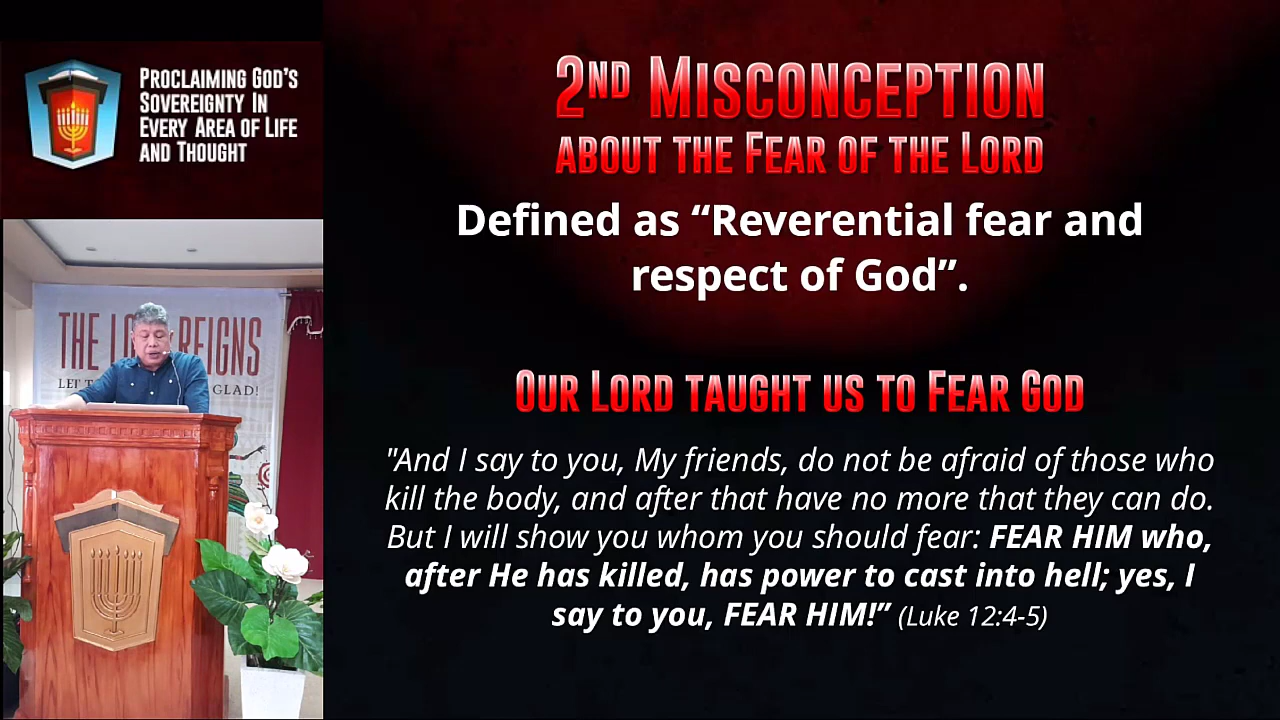 PROCLAIMING GOD'S
SOVEREIGNTY IN
EVERY AREA OF LIFE
AND THOUGHT
THE REIGNS
GLAD!
2ND MISCONCEPTION
ABOUT THE FEAR OF THE LORD
Defined as “Reverential fear and
respect of God”.
OUR LORD TAUGHT US TO FEAR GOD
"And I say to you, My friends, do not be afraid of those who
kill the body, and after that have no more that they can do.
But I will show you whom you should fear: FEAR HIM who,
after He has killed, has power to cast into hell; yes, I
say to you, FEAR HIM!” (Luke 12:4-5)